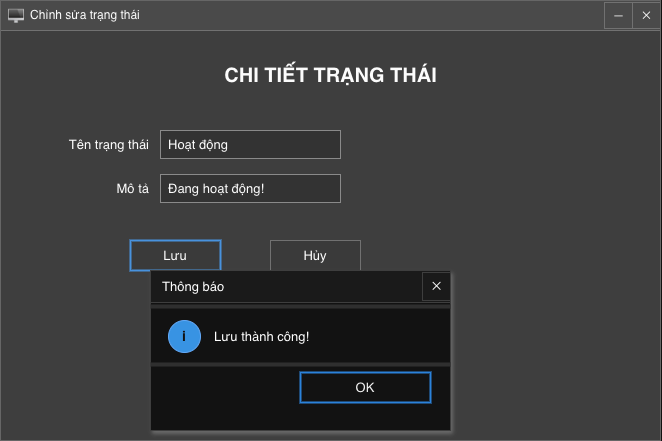 Chỉnh sửa trạng thái
CHI TIẾT TRẠNG THÁI
Tên trạng thái
Hoạt động
Mô tả
Đang hoạt động!
Lưu
Hủy
Thông báo
i
Lưu thành công!
OK